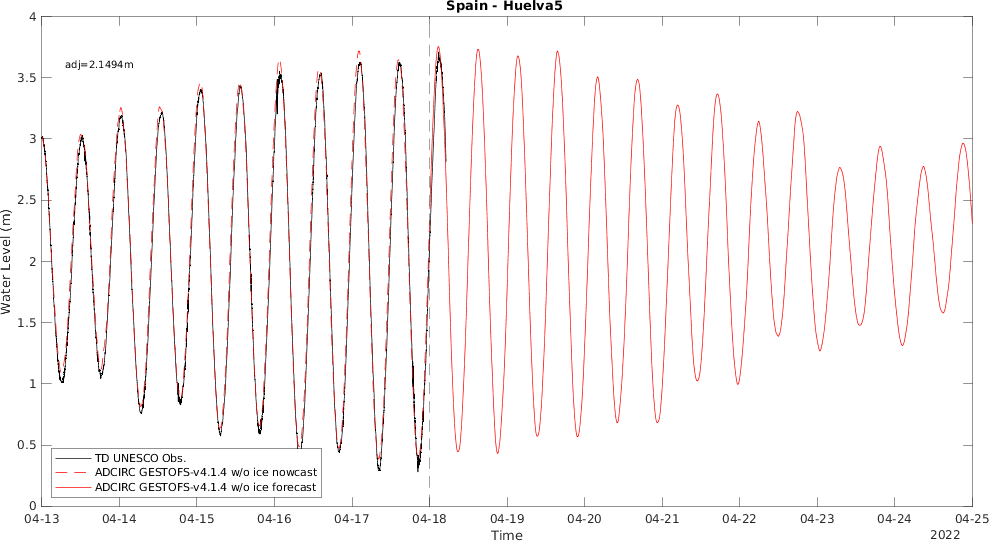 Spain - Huelva5
adj=2.1494m
Water Level (m)
4
3.5
3
2.5
2
1.5
1
0.5
0
TD UNESCO Obs.
ADCIRC GESTOFS-v4.1.4 w/o ice nowcast
ADCIRC GESTOFS-v4.1.4 w/o ice forecast
04-13 04-14 04-15 04-16 04-17 04-18 04-19 04-20 04-21 04-22 04-23 04-24 04-25
Time
2022